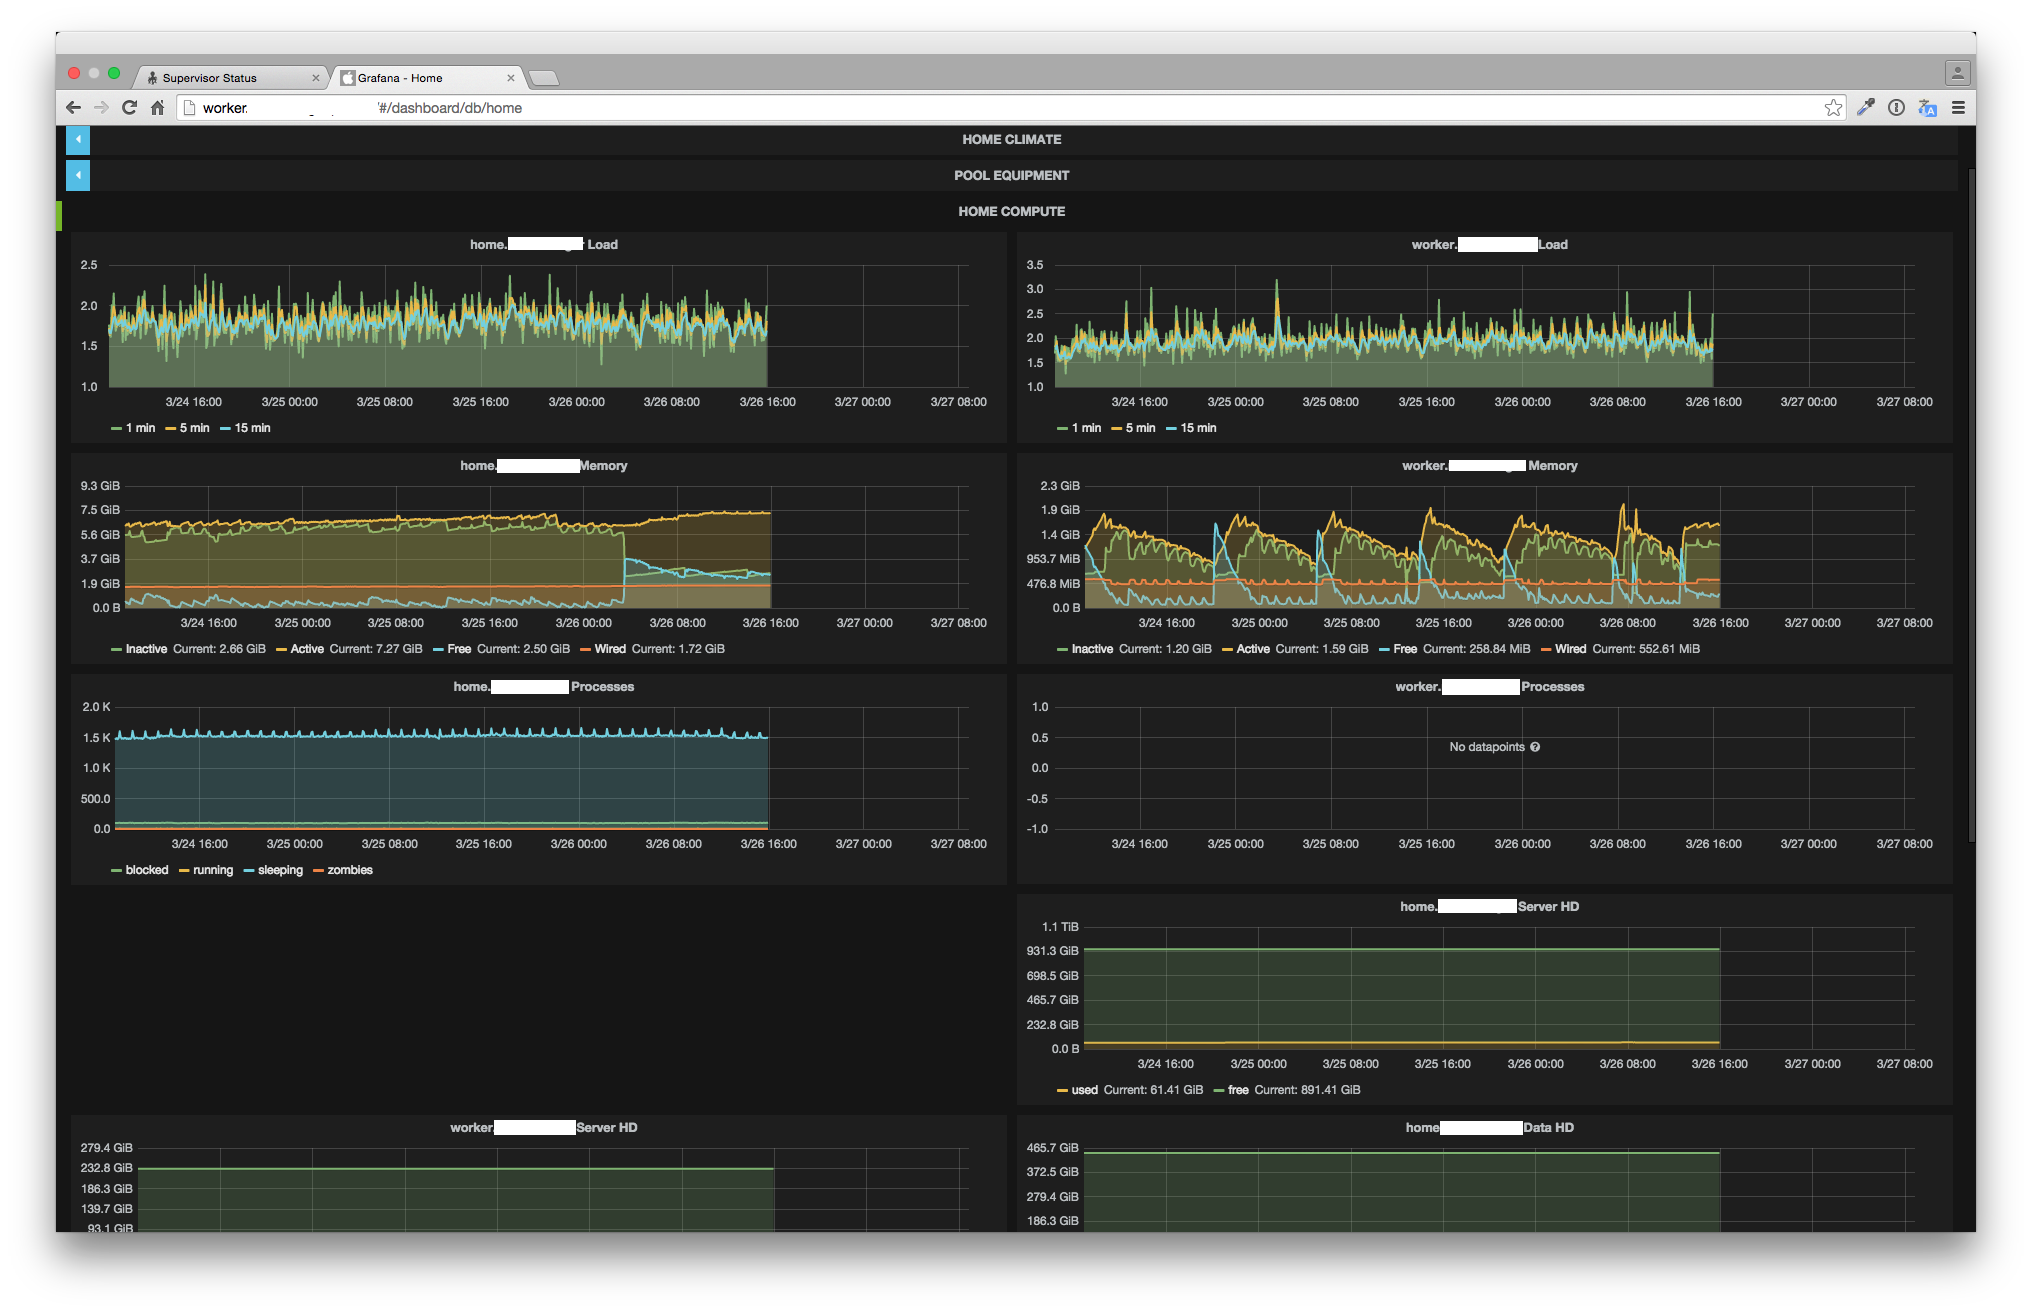 Supervisor Status
Grafana - Home
worker. '#/dashboard/db/home
HOME CLIMATE
POOL EQUIPMENT
HOME COMPUTE
home. Load
2.5
2.0
1.5
1.0
3/24 16:00 3/25 00:00 3/25 08:00 3/25 16:00 3/26 00:00 3/26 08:00 3/26 16:00 3/27 00:00 3/27 08:00
1 min 5 min 15 min
worker. Load
3.5
3.0
2.5
2.0
1.5
1.0
3/24 16:00 3/25 00:00 3/25 08:00 3/25 16:00 3/26 00:00 3/26 08:00 3/26 16:00 3/27 00:00 3/27 08:00
1 min 5 min 15 min
home. Memory
9.3 GiB
7.5 GiB
5.6 GiB
3.7 GiB
1.9 GiB
0.0 B
3/24 16:00 3/25 00:00 3/25 08:00 3/25 16:00 3/26 00:00 3/26 08:00 3/26 16:00 3/27 00:00 3/27 08:00
Inactive Current: 2.66 GiB Active Current: 7.27 GiB Free Current: 2.50 GiB Wired Current: 1.72 GiB
worker. Memory
2.3 GiB
1.9 GiB
1.4 GiB
953.7 MiB
476.8 MiB
0.0 B
3/24 16:00 3/25 00:00 3/25 08:00 3/25 16:00 3/26 00:00 3/26 08:00 3/26 16:00 3/27 00:00 3/27 08:00
Inactive Current: 1.20 GiB Active Current: 1.59 GiB Free Current: 258.84 MiB Wired Current: 552.61 MiB
home. Processes
2.0 K
1.5 K
1.0 K
500.0
0.0
3/24 16:00 3/25 00:00 3/25 08:00 3/25 16:00 3/26 00:00 3/26 08:00 3/26 16:00 3/27 00:00 3/27 08:00
blocked running sleeping zombies
worker. Processes
1.0
0.5
0.0
-0.5
-1.0
No datapoints
3/24 16:00 3/25 00:00 3/25 08:00 3/25 16:00 3/26 00:00 3/26 08:00 3/26 16:00 3/27 00:00 3/27 08:00
home. Server HD
1.1 TiB
931.3 GiB
698.5 GiB
465.7 GiB
232.8 GiB
0.0 B
3/24 16:00 3/25 00:00 3/25 08:00 3/25 16:00 3/26 00:00 3/26 08:00 3/26 16:00 3/27 00:00 3/27 08:00
used Current: 61.41 GiB free Current: 891.41 GiB
worker. Server HD
279.4 GiB
232.8 GiB
186.3 GiB
139.7 GiB
93.1 GiB
home Data HD
465.7 GiB
372.5 GiB
279.4 GiB
186.3 GiB